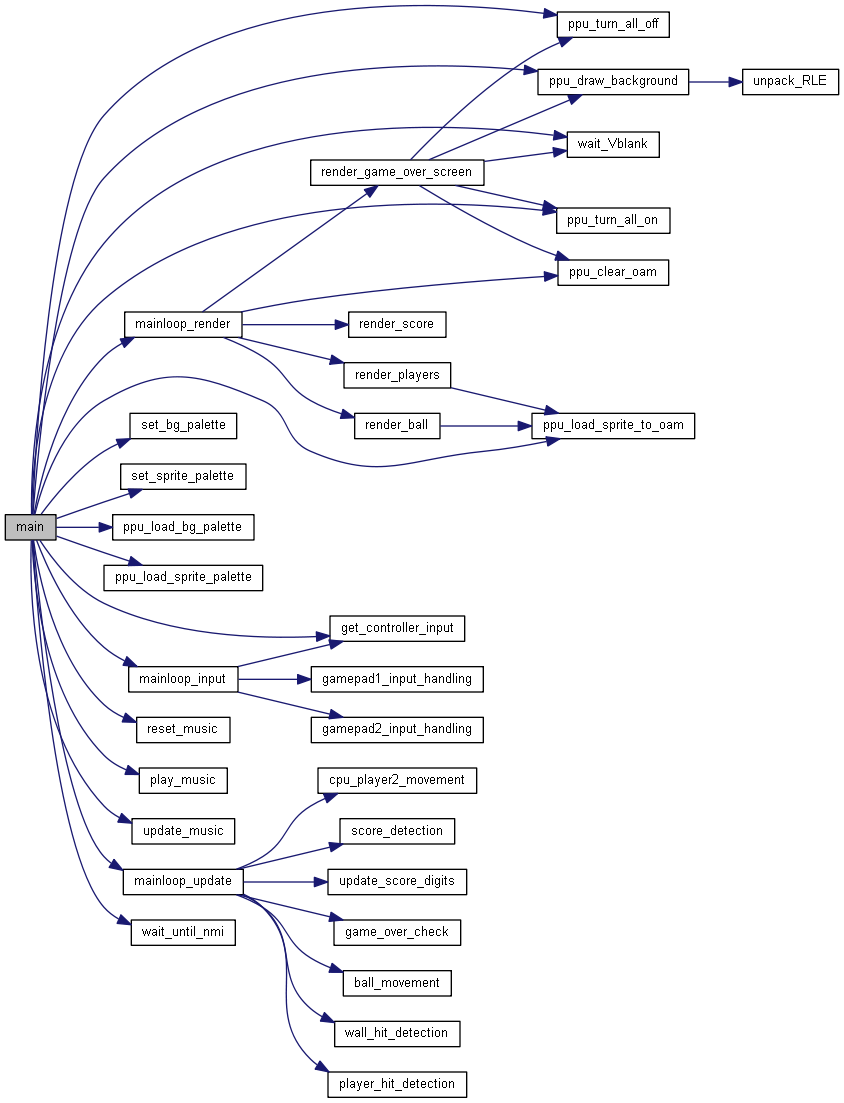 ppu_turn_all_off
ppu_draw_background
unpack_RLE
wait_Vblank
render_game_over_screen
ppu_turn_all_on
ppu_clear_oam
mainloop_render
render_score
render_players
render_ball
ppu_load_sprite_to_oam
set_bg_palette
set_sprite_palette
main
ppu_load_bg_palette
ppu_load_sprite_palette
get_controller_input
mainloop_input
gamepad1_input_handling
reset_music
gamepad2_input_handling
play_music
cpu_player2_movement
update_music
score_detection
mainloop_update
update_score_digits
wait_until_nmi
game_over_check
ball_movement
wall_hit_detection
player_hit_detection